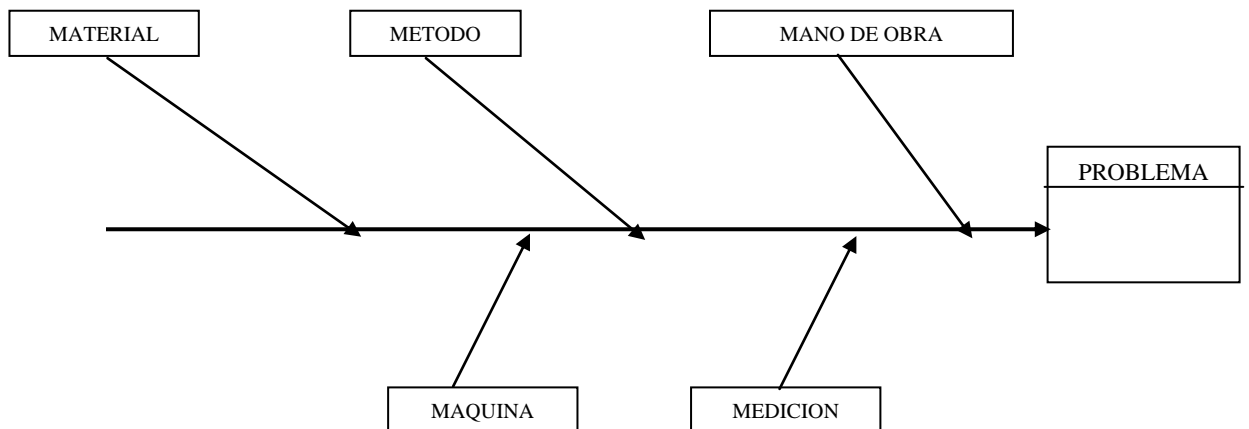 MATERIAL
METODO
MANO DE OBRA
PROBLEMA
MAQUINA
MEDICION